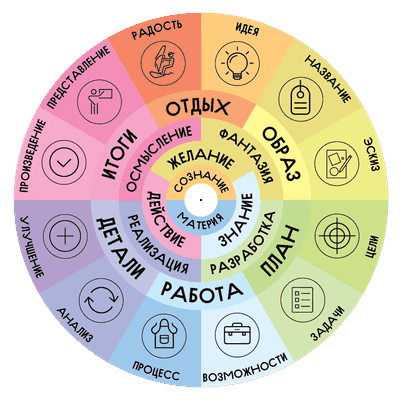 РАДОСТЬ
ИДЕЯ
НАЗВАНИЕ
ЭСКИЗ
ЦЕЛИ
ЗАДАЧИ
ВОЗМОЖНОСТИ
ПРОЦЕСС
АНАЛИЗ
УЛУЧШЕНИЕ
ПРОИЗВЕДЕНИЕ
ПРЕДСТАВЛЕНИЕ
ОТДЫХ
ОБРАЗ
ПЛАН
РАБОТА
ДЕТАЛИ
ИТОГИ
ОСМЫСЛЕНИЕ
ФАНТАЗИЯ
РАЗРАБОТКА
РЕАЛИЗАЦИЯ
ЖЕЛАНИЕ
ЗНАНИЕ
ДЕЙСТВИЕ
СОЗНАНИЕ
МАТЕРИЯ